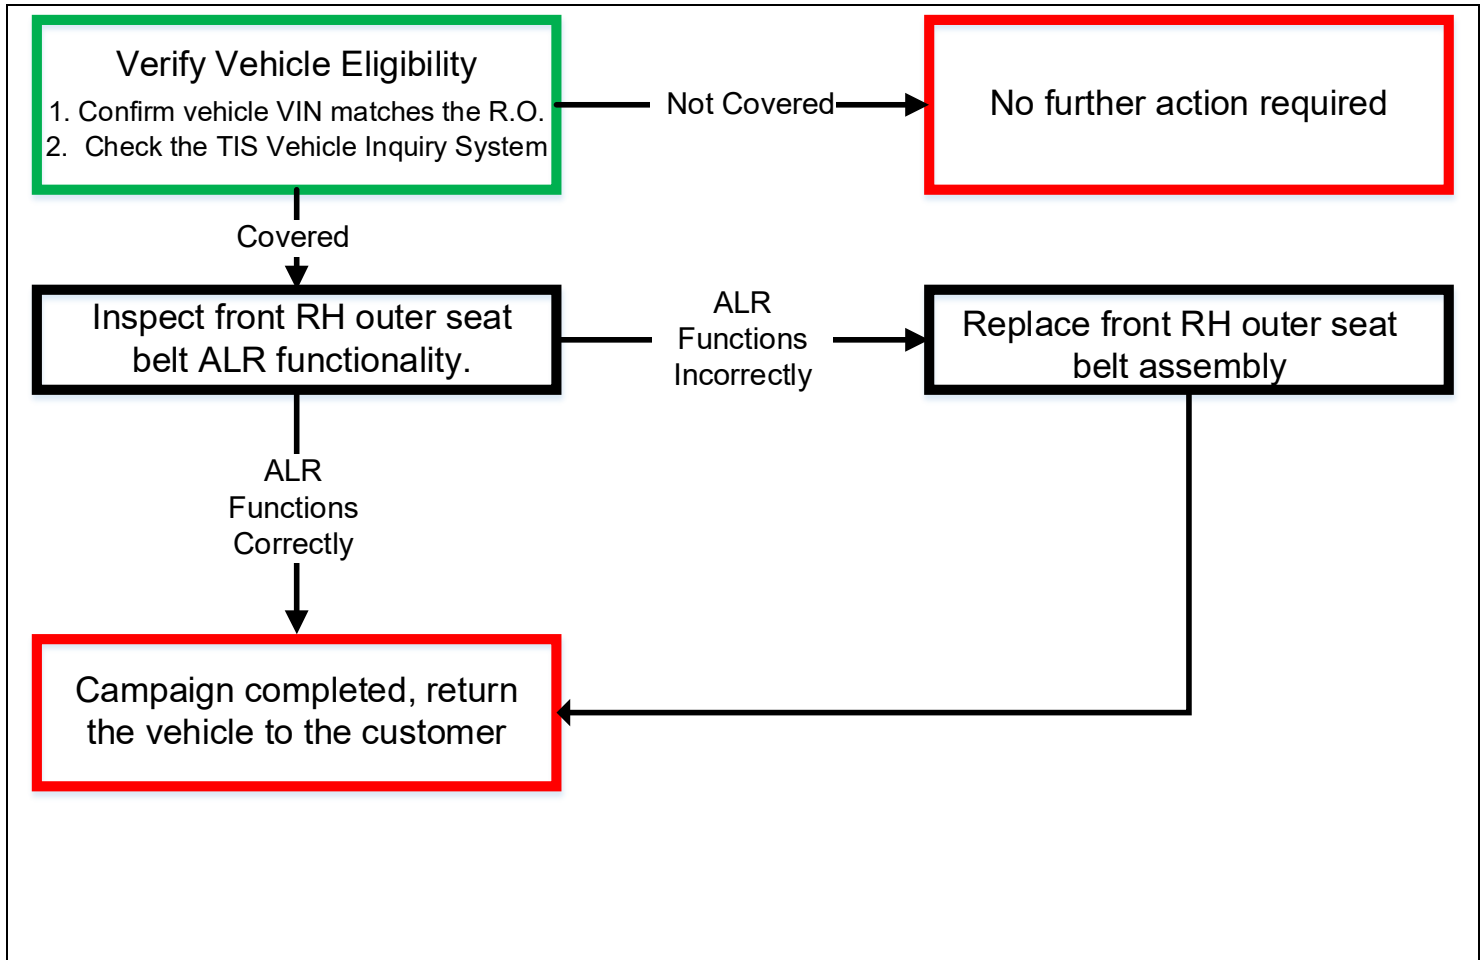 Verify Vehicle Eligibility
1. Confirm vehicle VIN matches the R.O.
2. Check the TIS Vehicle Inquiry System
Not Covered
No further action required
Covered
Inspect front RH outer seat
belt ALR functionality.
ALR
Functions
Incorrectly
Replace front RH outer seat
belt assembly
ALR
Functions
Correctly
Campaign completed, return
the vehicle to the customer